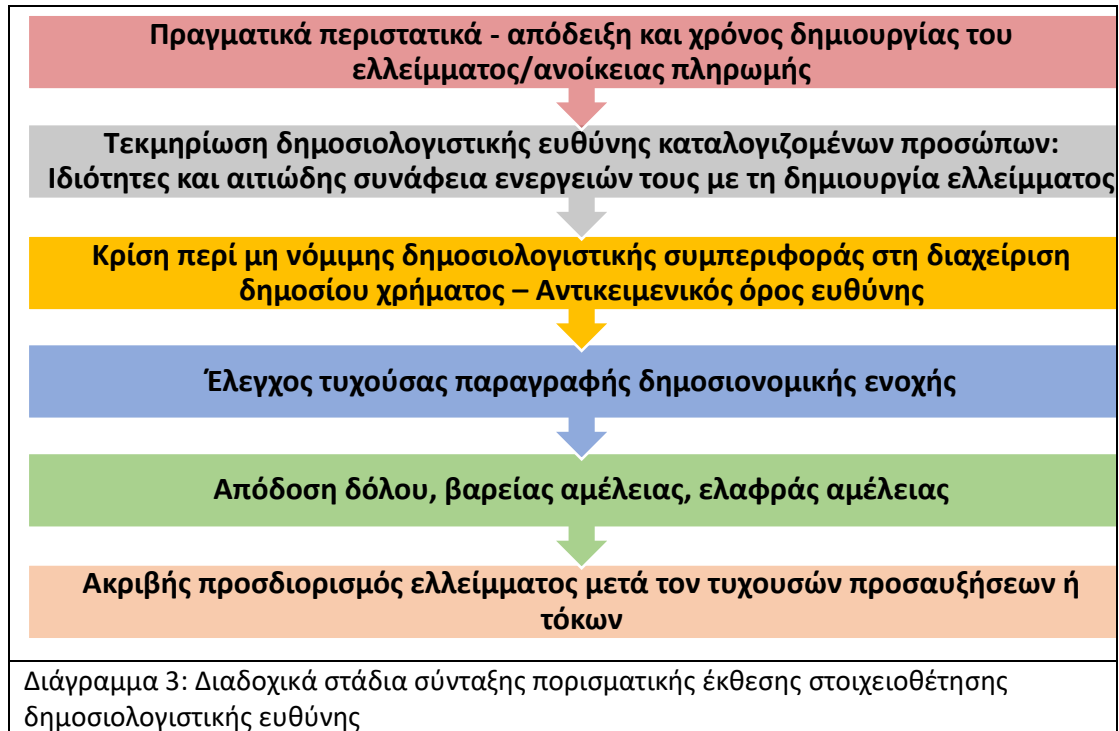 Πραγματικά περιστατικά - απόδειξη και χρόνος δημιουργίας του
ελλείμματος/ανοίκειας πληρωμής
Τεκμηρίωση δημοσιολογιστικής ευθύνης καταλογιζομένων προσώπων:
Ιδιότητες και αιτιώδης συνάφεια ενεργειών τους με τη δημιουργία ελλείμματος
Κρίση περί μη νόμιμης δημοσιολογιστικής συμπεριφοράς στη διαχείριση
δημοσίου χρήματος – Αντικειμενικός όρος ευθύνης
Έλεγχος τυχούσας παραγραφής δημοσιονομικής ενοχής
Απόδοση δόλου, βαρείας αμέλειας, ελαφράς αμέλειας
Ακριβής προσδιορισμός ελλείμματος μετά τον τυχουσών προσαυξήσεων ή
τόκων
Διάγραμμα 3: Διαδοχικά στάδια σύνταξης πορισματικής έκθεσης στοιχειοθέτησης
δημοσιολογιστικής ευθύνης